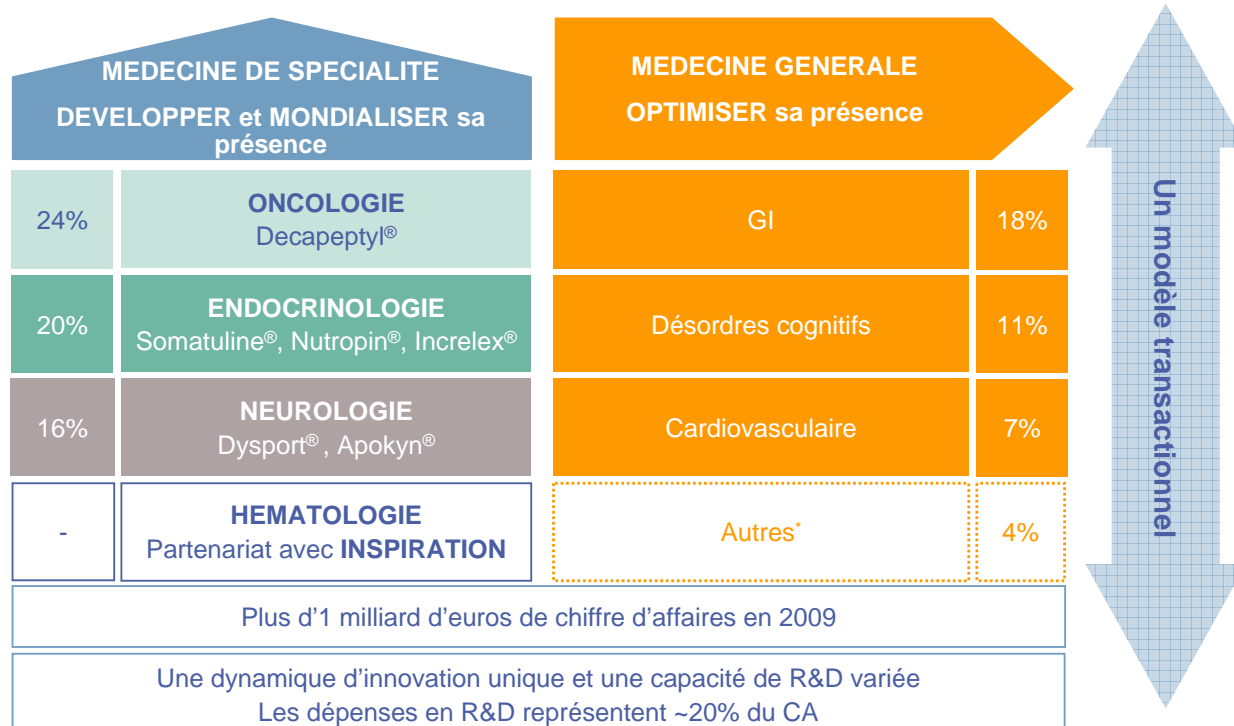 MEDECINE DE SPECIALITE
DEVELOPPER et MONDIALISER sa
présence
24%
ONCOLOGIE
Decapeptyl®
20%
ENDOCRINOLOGIE
Somatuline®, Nutropin®, Increlex®
16%
NEUROLOGIE
Dysport® , Apokyn®
-
HEMATOLOGIE
Partenariat avec INSPIRATION
MEDECINE GENERALE
OPTIMISER sa présence
GI
18%
Désordres cognitifs
11%
Cardiovasculaire
7%
Autres*
4%
Un modèle transactionnel
Plus d'1 milliard d'euros de chiffre d'affaires en 2009
Une dynamique d'innovation unique et une capacité de R&D variée
Les dépenses en R&D représentent ~20% du CA